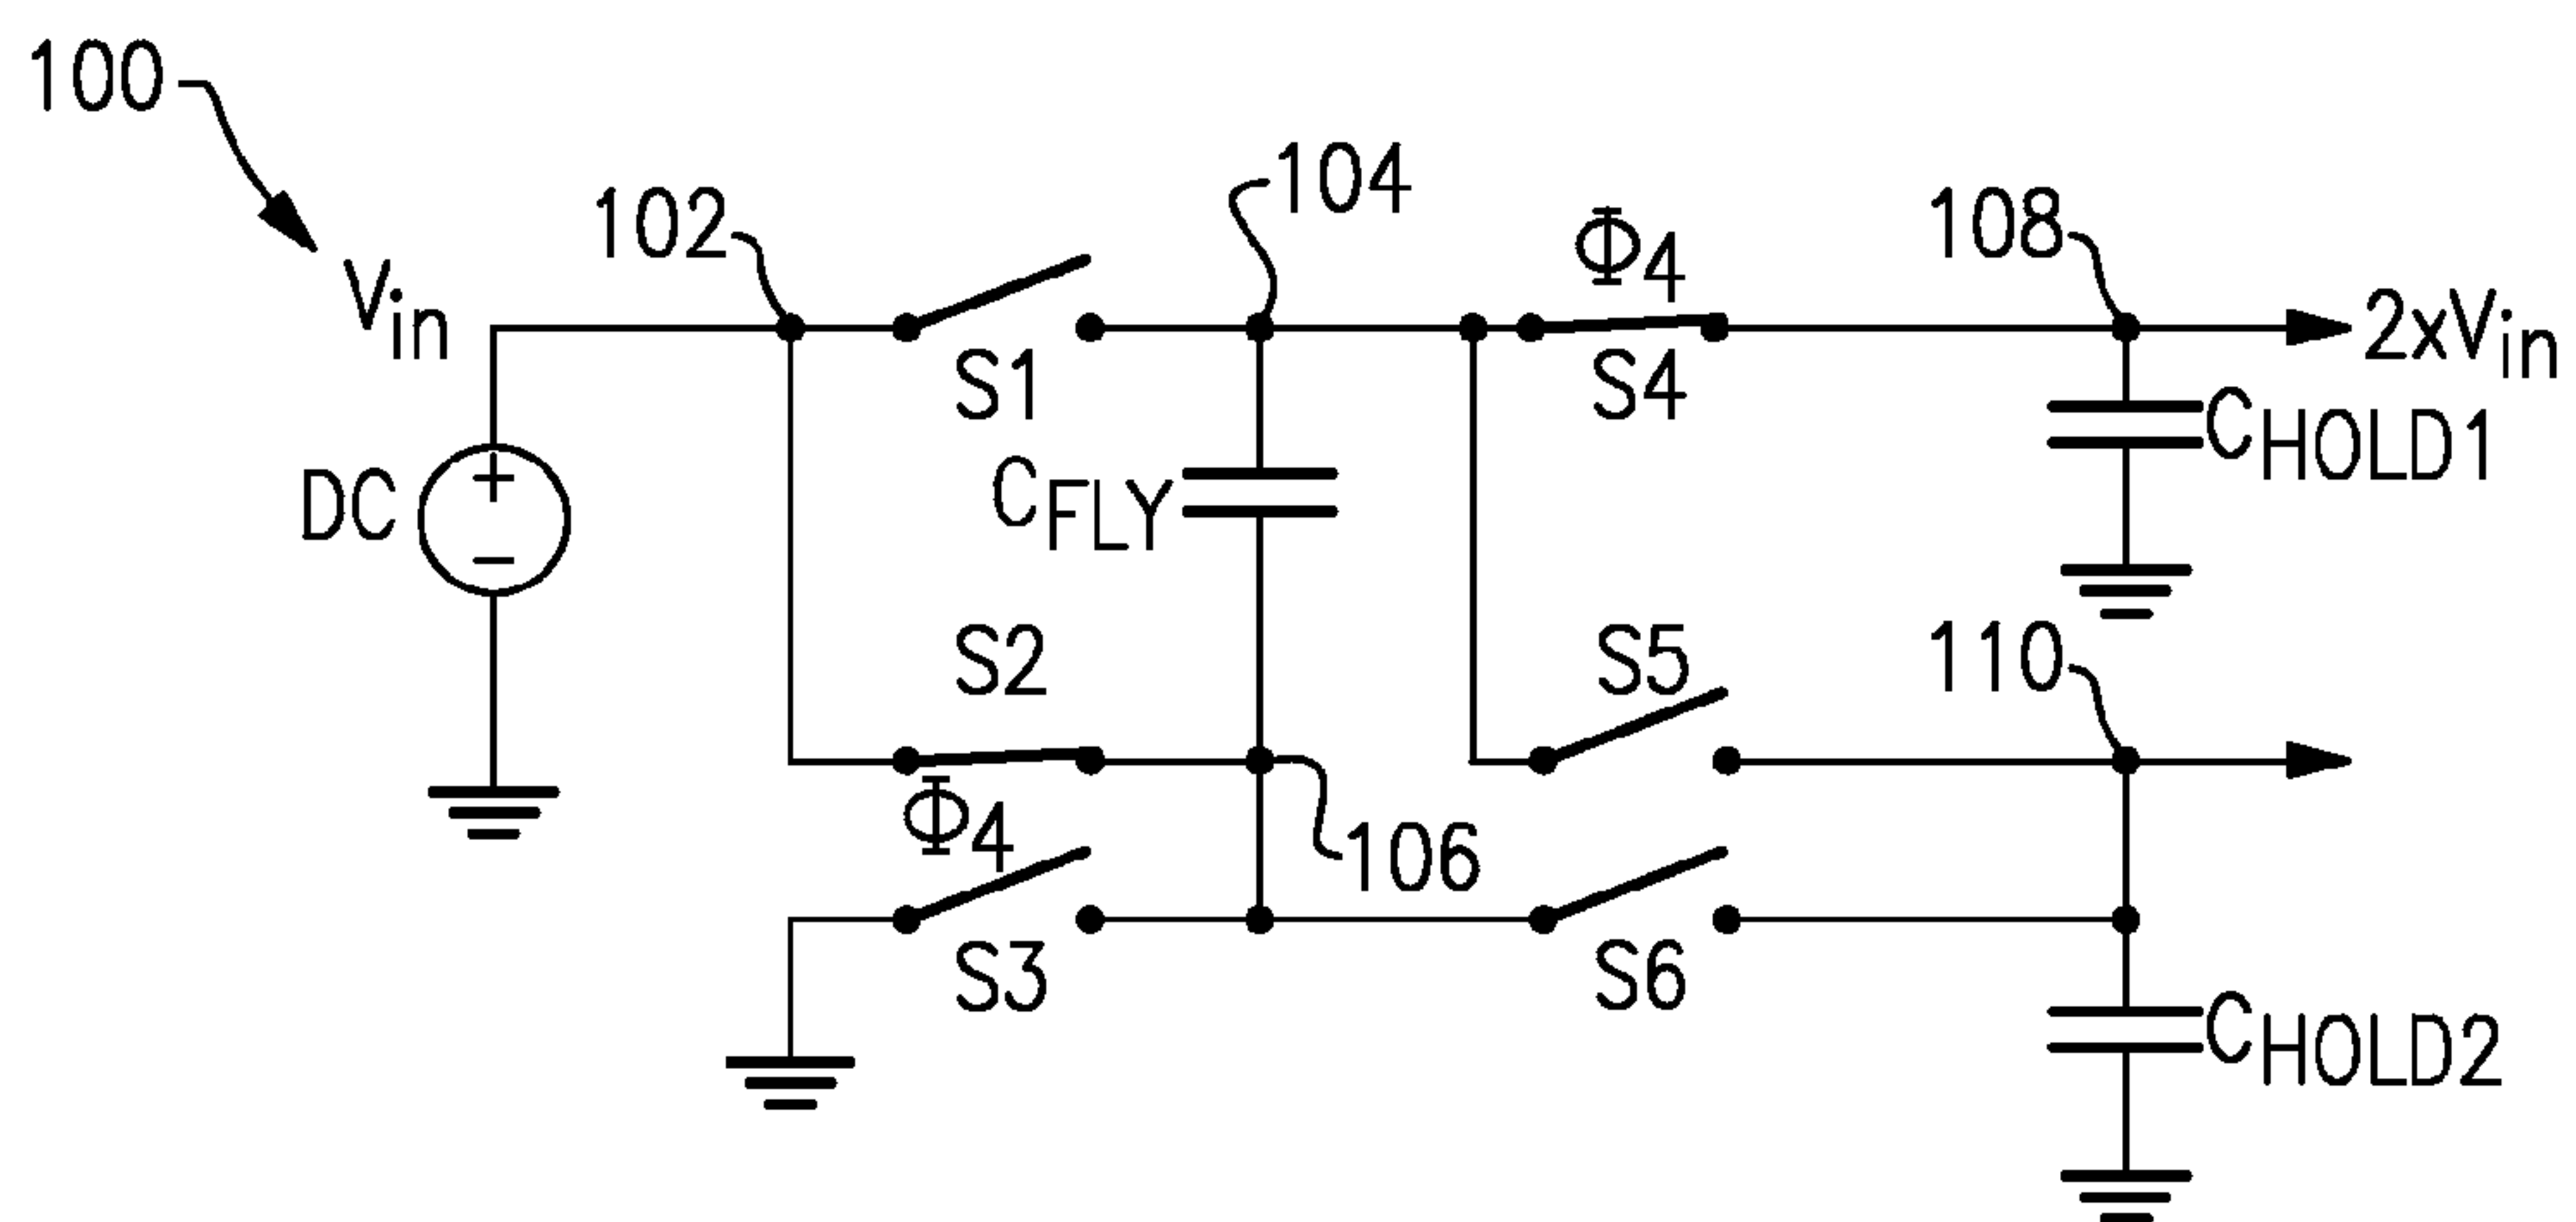 100
104
102
Φ4
108
Vin
2xVin
S1
S4
CHOLD1
DC
+
−
CFLY
S2
S5
110
Φ4
106
S3
S6
CHOLD2